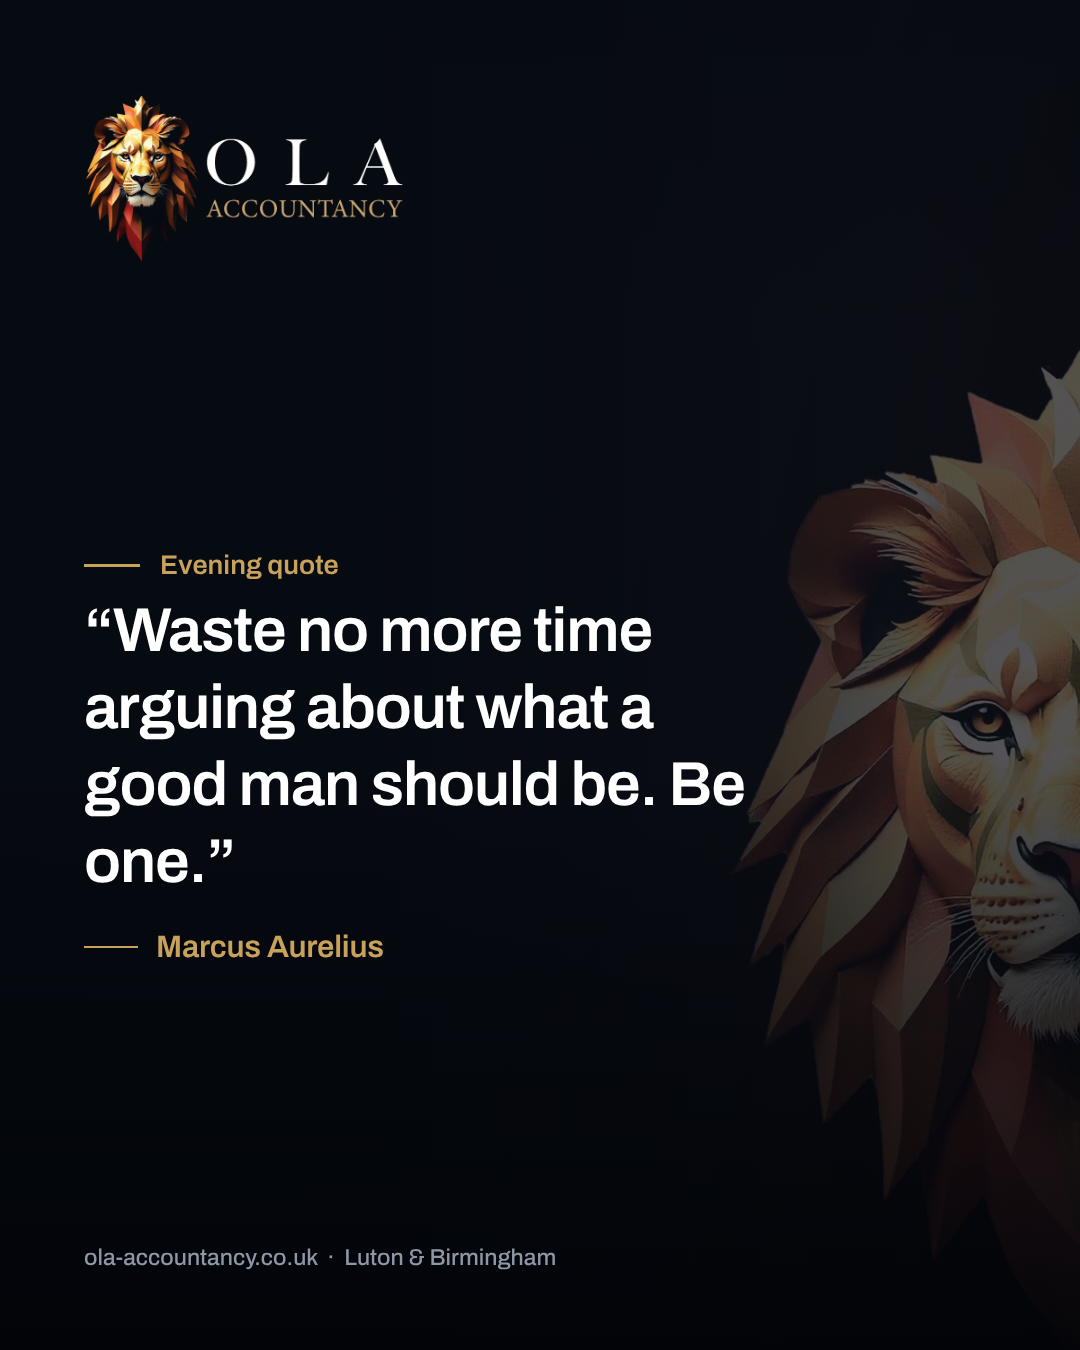 OLA
ACCOUNTANCY
Evening quote
“Waste no more time
arguing about what a
good man should be. Be
one.”
Marcus Aurelius
ola-accountancy.co.uk · Luton & Birmingham